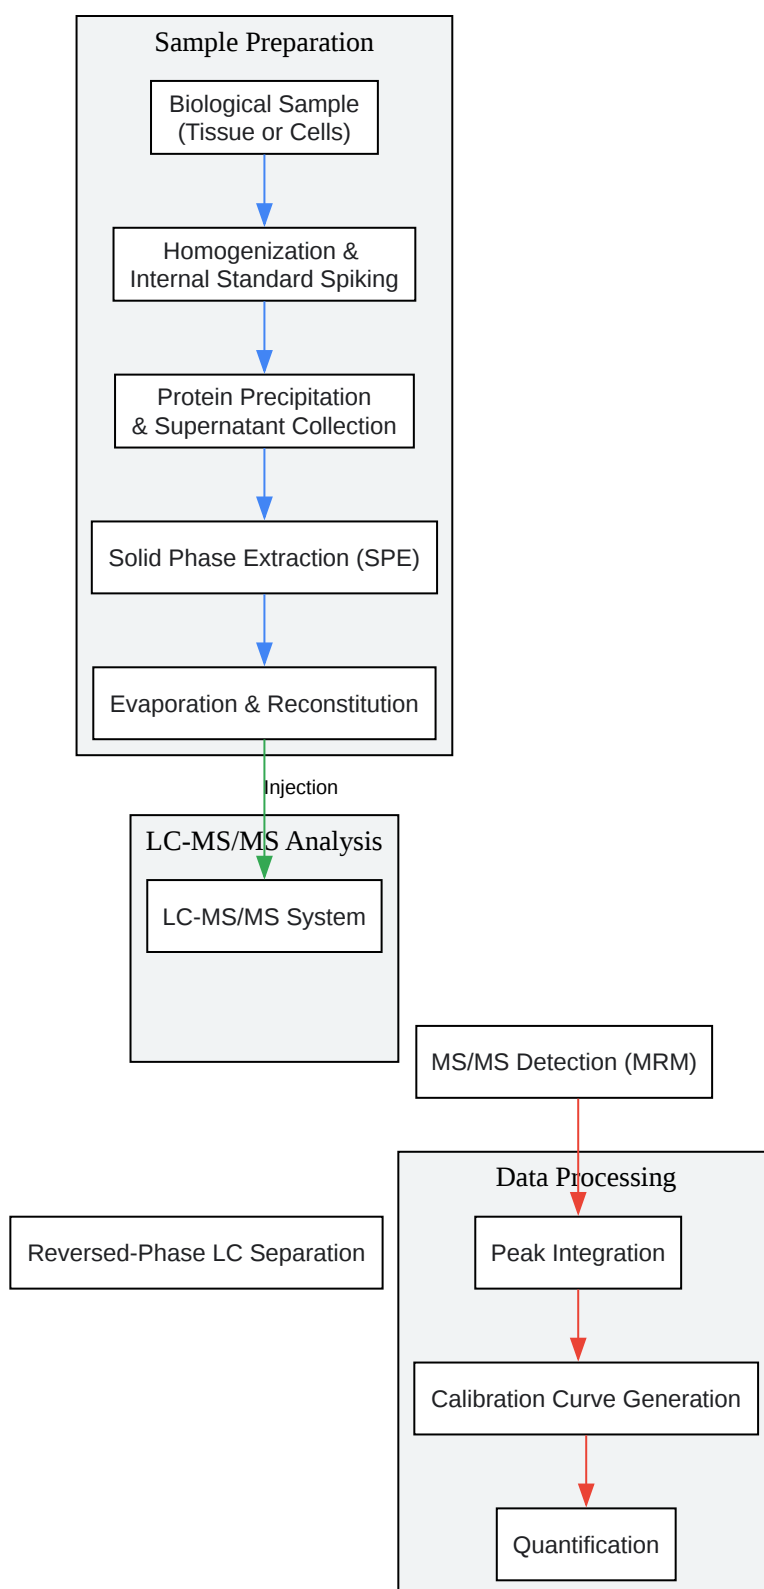 Sample Preparation
Biological Sample
(Tissue or Cells)
Homogenization &
Internal Standard Spiking
Protein Precipitation
& Supernatant Collection
Solid Phase Extraction (SPE)
Evaporation & Reconstitution
Injection
LC-MS/MS Analysis
LC-MS/MS System
MS/MS Detection (MRM)
Data Processing
Reversed-Phase LC Separation
Peak Integration
Calibration Curve Generation
Quantification